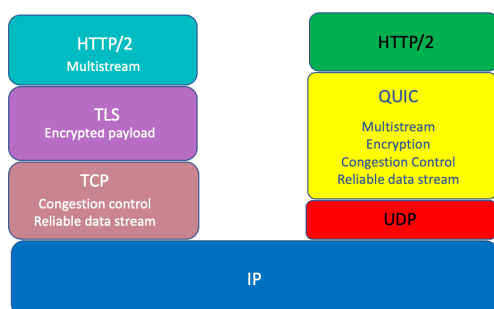 HTTP/2
Multistream
TLS
Encrypted payload
TCP
Congestion control
Reliable data stream
HTTP/2
QUIC
Multistream
Encryption
Congestion Control
Reliable data stream
UDP
IP